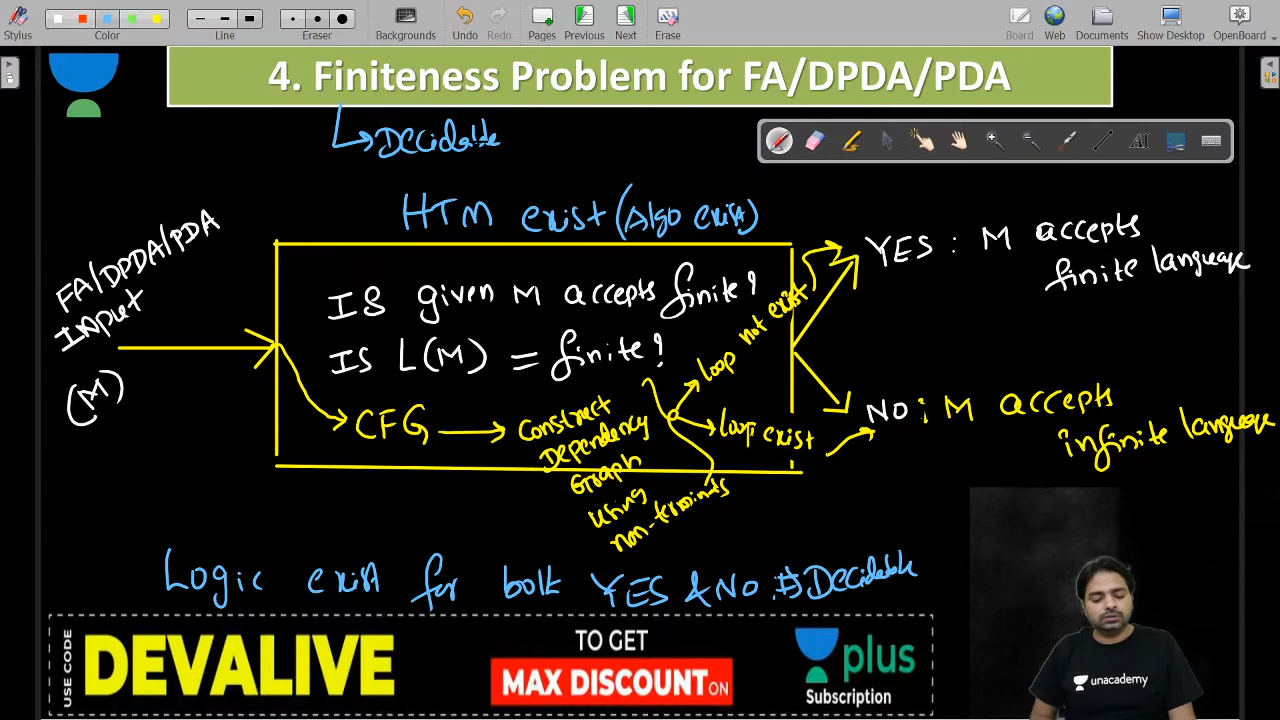 Stylus
Color
Line
Eraser
Backgrounds
Undo
Redo
Pages
Previous
Next
Erase
Board
Web
Documents
Show Desktop
OpenBoard
4. Finiteness Problem for FA/DPDA/PDA
Decidable
HTM exist (Algo exist)
FA/DPDA/PDA
Input
(M)
IS given M accepts finite?
IS L(M) = finite?
CFG
Construct
Dependency
Graph
using
non-terminals
loop not exist
loop exist
YES : M accepts
finite language
NO : M accepts
infinite language
Logic exist for both YES & NO ∴ Decidable
USE CODE
DEVALIVE
TO GET
MAX DISCOUNT ON
plus
Subscription
unacademy